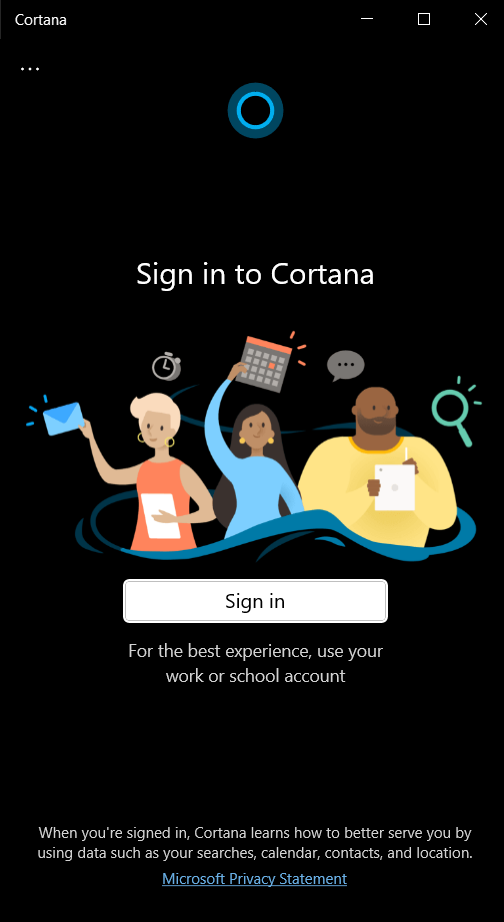 Cortana
...
Sign in to Cortana
Sign in
For the best experience, use your
work or school account
When you're signed in, Cortana learns how to better serve you by
using data such as your searches, calendar, contacts, and location.
Microsoft Privacy Statement